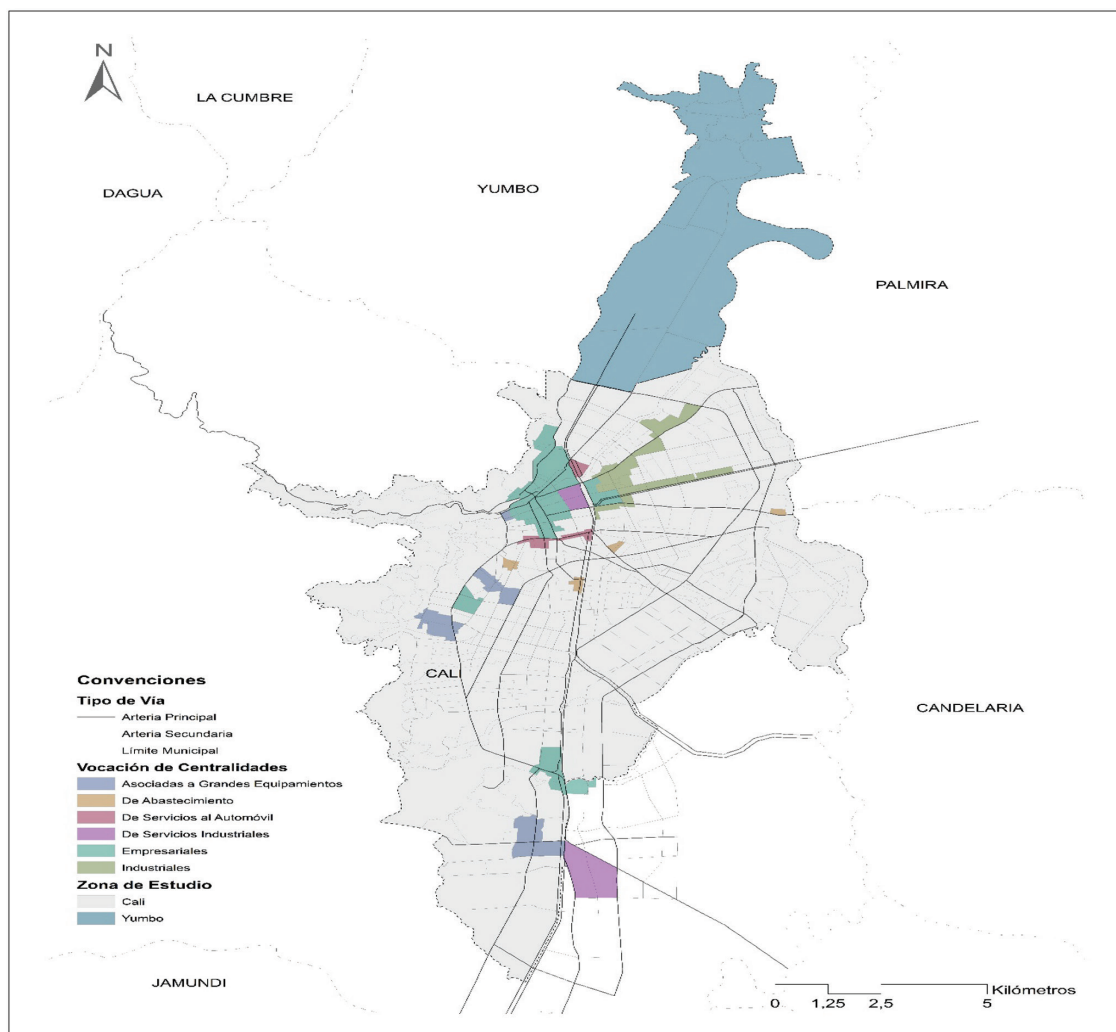 N
LA CUMBRE
DAGUA
YUMBO
PALMIRA
CALI
CANDELARIA
JAMUNDI
Convenciones
Tipo de Vía
Arteria Principal
Arteria Secundaria
Límite Municipal
Vocación de Centralidades
Asociadas a Grandes Equipamientos
De Abastecimiento
De Servicios al Automóvil
De Servicios Industriales
Empresariales
Industriales
Zona de Estudio
Cali
Yumbo
Kilómetros
0 1,25 2,5 5